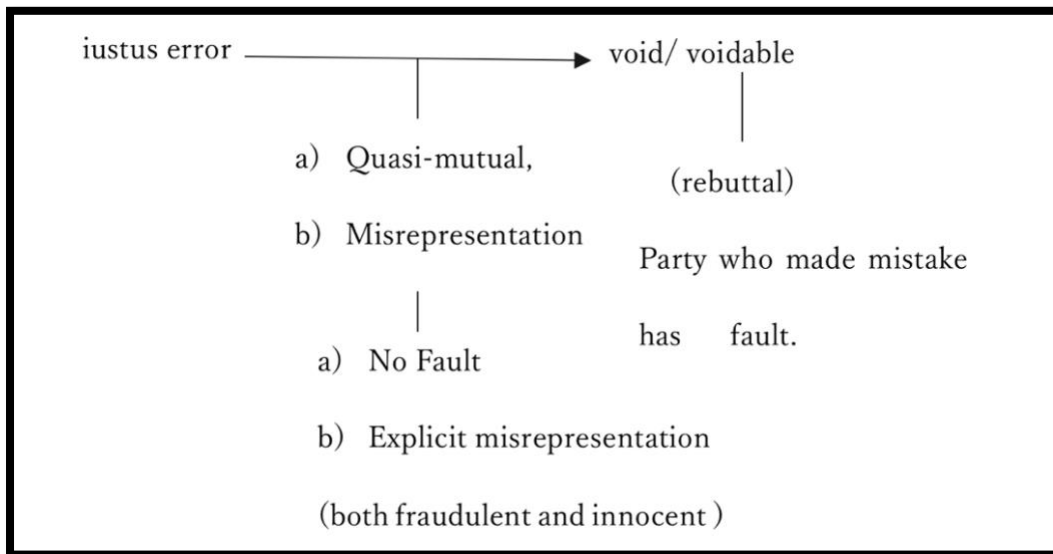 iustus error
void/ voidable
a) Quasi-mutual,
(rebuttal)
b) Misrepresentation
Party who made mistake
has fault.
a) No Fault
b) Explicit misrepresentation
(both fraudulent and innocent )